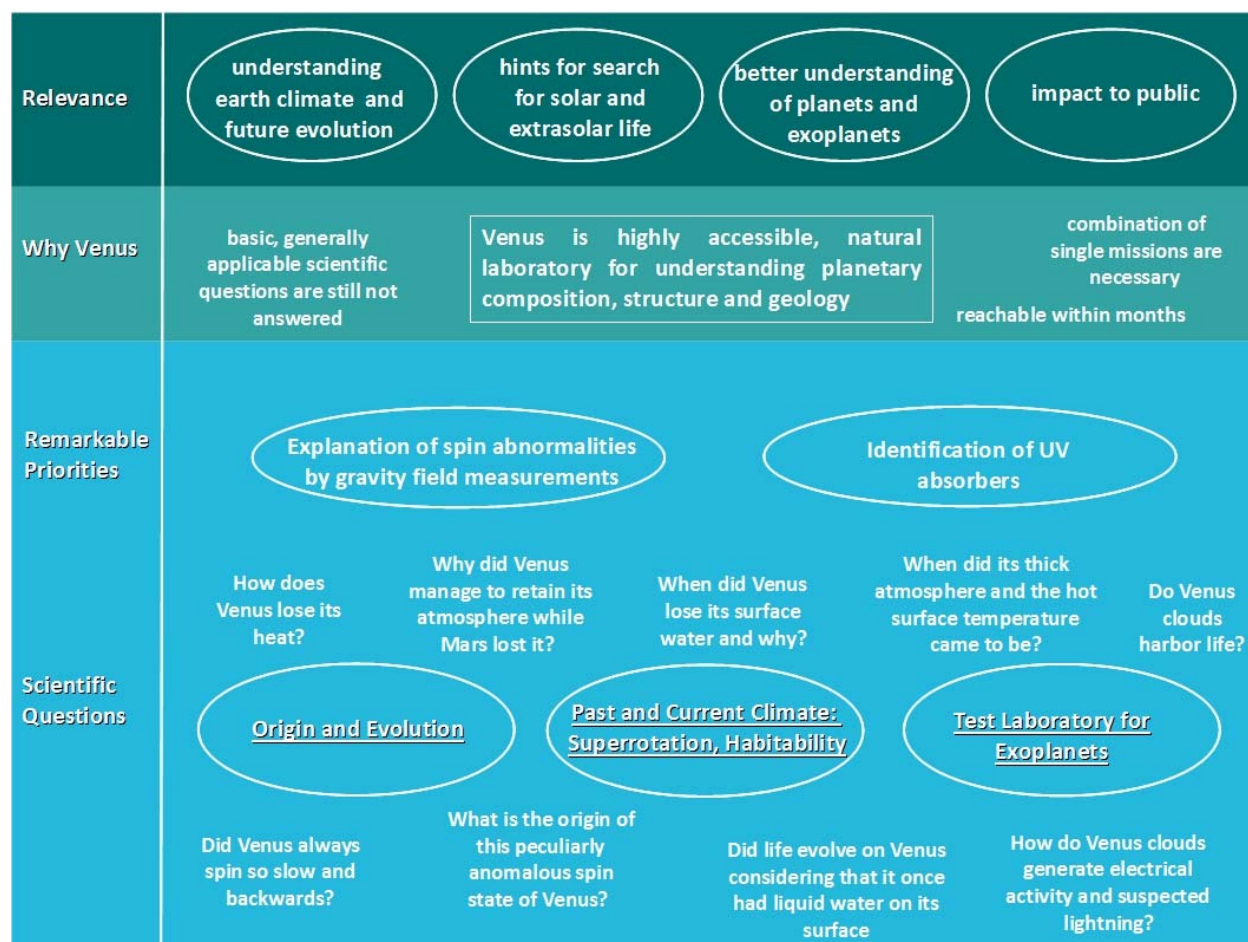 Relevance
understanding
earth climate and
future evolution
hints for search
for solar and
extrasolar life
better understanding
of planets and
exoplanets
impact to public
Why Venus
basic, generally
applicable scientific
questions are still not
answered
Venus is highly accessible, natural
laboratory for understanding planetary
composition, structure and geology
combination of
single missions are
necessary
reachable within months
Remarkable
Priorities
Explanation of spin abnormalities
by gravity field measurements
Identification of UV
absorbers
Scientific
Questions
How does
Venus lose its
heat?
Why did Venus
manage to retain its
atmosphere while
Mars lost it?
When did Venus
lose its surface
water and why?
When did its thick
atmosphere and the hot
surface temperature
came to be?
Do Venus
clouds
harbor life?
Origin and Evolution
Past and Current Climate:
Superrotation, Habitability
Test Laboratory for
Exoplanets
Did Venus always
spin so slow and
backwards?
What is the origin of
this peculiarly
anomalous spin
state of Venus?
Did life evolve on Venus
considering that it once
had liquid water on its
surface
How do Venus clouds
generate electrical
activity and suspected
lightning?